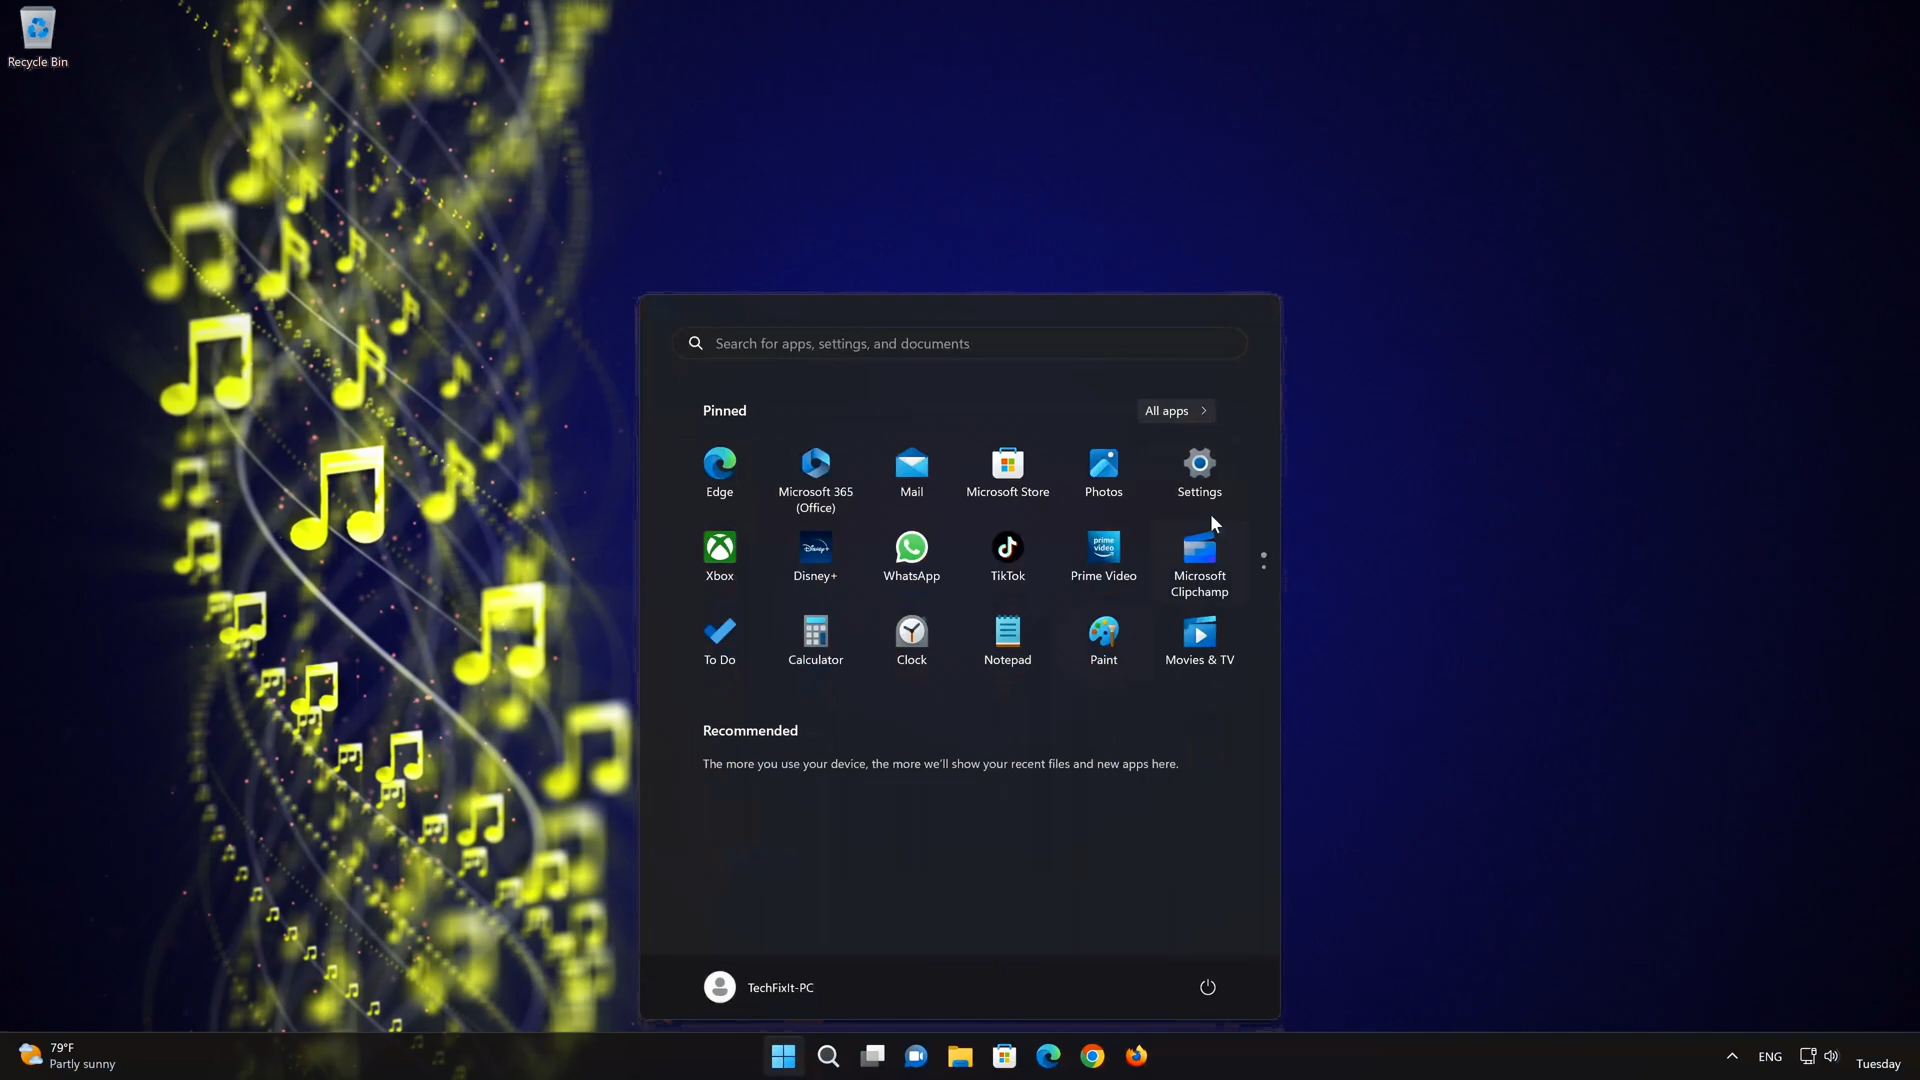 Recycle Bin
Search for apps, settings, and documents
Pinned
All apps
Edge
Microsoft 365
(Office)
Mail
Microsoft Store
Photos
Settings
Xbox
Disney+
Disney+
WhatsApp
TikTok
prime
video
Prime Video
Microsoft
Clipchamp
To Do
Calculator
Clock
Notepad
Paint
Movies & TV
Recommended
The more you use your device, the more we'll show your recent files and new apps here.
TechFixIt-PC
79°F
Partly sunny
ENG
Tuesday